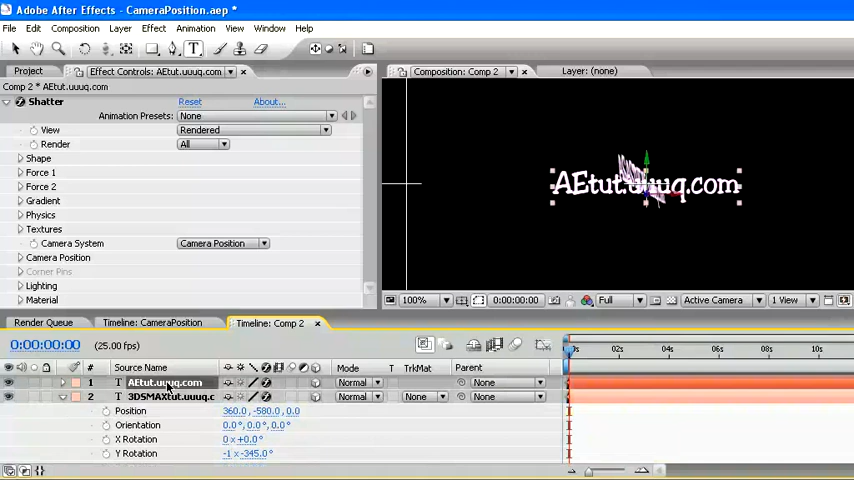 Adobe After Effects - CameraPosition.aep *
File Edit Composition Layer Effect Animation View Window Help
Project Effect Controls: AEtut.uuuq.com Composition: Comp 2 Layer: (none)
Comp 2 * AEtut.uuuq.com
Shatter Reset About...
Animation Presets: None
View Rendered
Render All
Shape
Force 1
Force 2
Gradient
Physics
Textures
Camera System Camera Position
Camera Position
Corner Pins
Lighting
Material
AEtut.uuuq.com
100% 0:00:00:00 Full Active Camera 1 View
Render Queue Timeline: CameraPosition Timeline: Comp 2
0:00:00:00 (25.00 fps)
02s 04s 06s 08s 10s
# Source Name Mode T TrkMat Parent
1 T AEtut.uuuq.com Normal None
2 T 3DSMAXtut.uuuq.c Normal None None
Position 360.0, -580.0, 0.0
Orientation 0.0°, 0.0°, 0.0°
X Rotation 0 x+0.0°
Y Rotation -1 x-345.0°